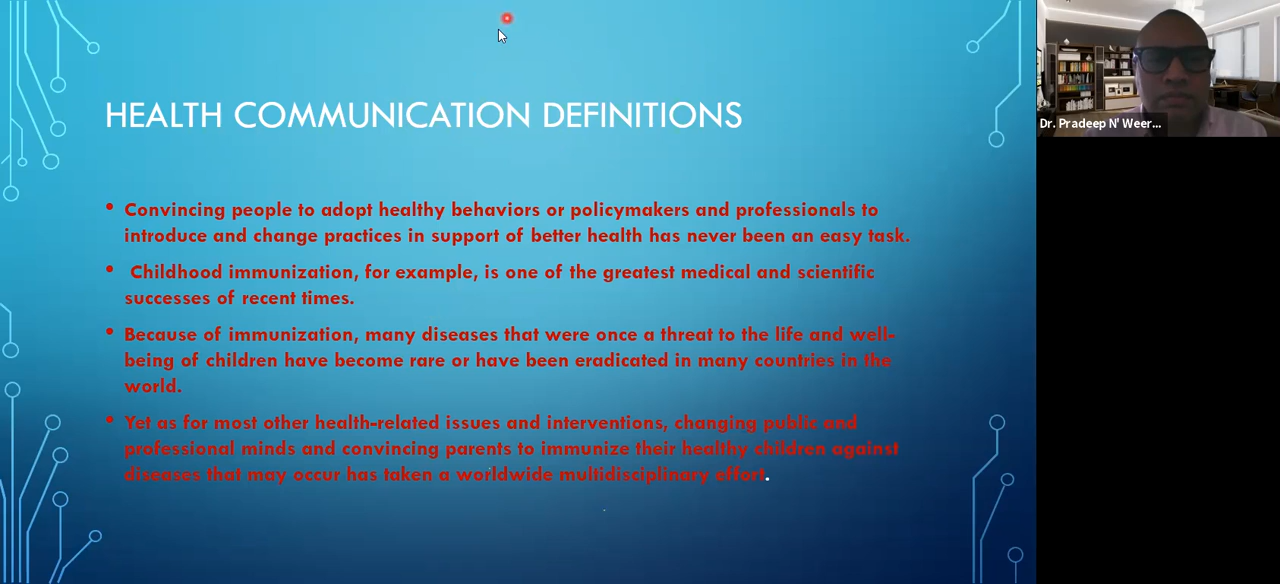 HEALTH COMMUNICATION DEFINITIONS
• Convincing people to adopt healthy behaviors or policymakers and professionals to
introduce and change practices in support of better health has never been an easy task.
• Childhood immunization, for example, is one of the greatest medical and scientific
successes of recent times.
• Because of immunization, many diseases that were once a threat to the life and well-
being of children have become rare or have been eradicated in many countries in the
world.
• Yet as for most other health-related issues and interventions, changing public and
professional minds and convincing parents to immunize their healthy children against
diseases that may occur has taken a worldwide multidisciplinary effort.
Dr. Pradeep N' Weer...